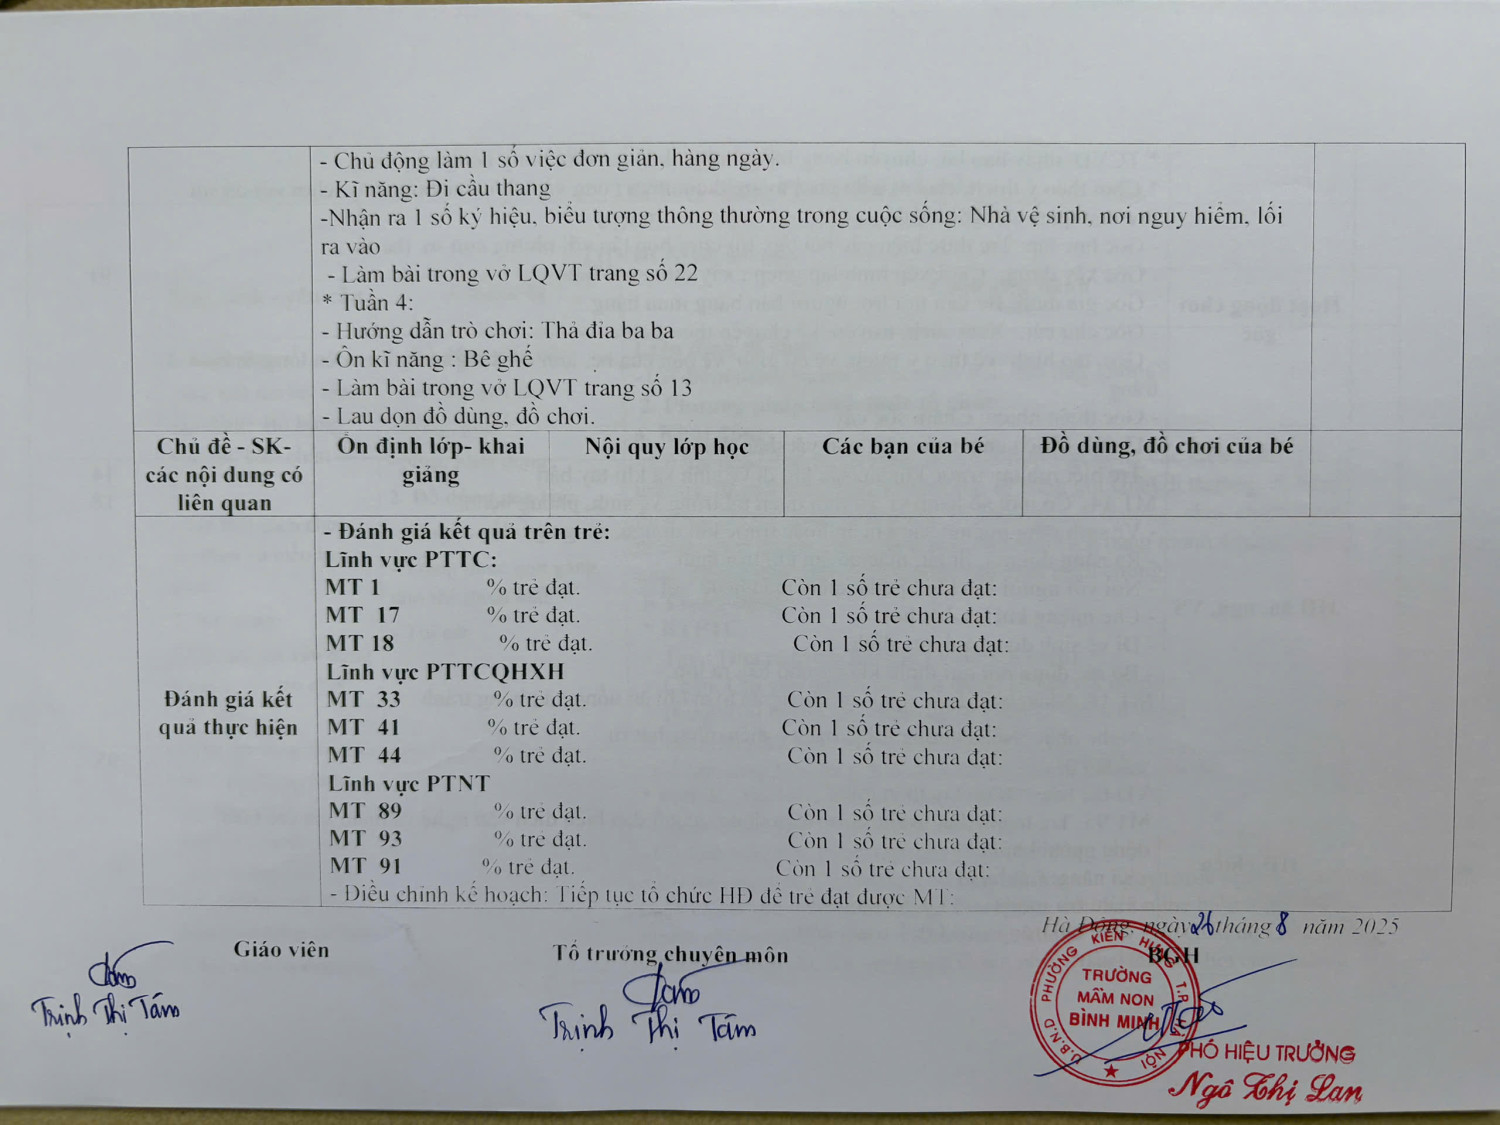 - Chủ động làm 1 số việc đơn giản, hàng ngày.
- Kĩ năng: Đi cầu thang
-Nhận ra 1 số ký hiệu, biểu tượng thông thường trong cuộc sống: Nhà vệ sinh, nơi nguy hiểm, lối
ra vào
- Làm bài trong vở LQVT trang số 22
* Tuần 4:
- Hướng dẫn trò chơi: Thả đỉa ba ba
- Ôn kĩ năng : Bê ghế
- Làm bài trong vở LQVT trang số 13
- Lau dọn đồ dùng, đồ chơi.
Chủ đề - SK- các nội dung có liên quan
Ổn định lớp- khai giảng
Nội quy lớp học
Các bạn của bé
Đồ dùng, đồ chơi của bé
Đánh giá kết quả thực hiện
- Đánh giá kết quả trên trẻ:
Lĩnh vực PTTC:
MT 1 % trẻ đạt. Còn 1 số trẻ chưa đạt:
MT 17 % trẻ đạt. Còn 1 số trẻ chưa đạt:
MT 18 % trẻ đạt. Còn 1 số trẻ chưa đạt:
Lĩnh vực PTTCQHXH
MT 33 % trẻ đạt. Còn 1 số trẻ chưa đạt:
MT 41 % trẻ đạt. Còn 1 số trẻ chưa đạt:
MT 44 % trẻ đạt. Còn 1 số trẻ chưa đạt:
Lĩnh vực PTNT
MT 89 % trẻ đạt. Còn 1 số trẻ chưa đạt:
MT 93 % trẻ đạt. Còn 1 số trẻ chưa đạt:
MT 91 % trẻ đạt. Còn 1 số trẻ chưa đạt:
- Điều chỉnh kế hoạch: Tiếp tục tổ chức HĐ để trẻ đạt được MT:
Hà Đông, ngày 26 tháng 8 năm 2025
Giáo viên
Tổ trưởng chuyên môn
BGH
Trịnh Thị Tám
Trịnh Thị Tám
U.B.N.D PHƯỜNG KIẾN HƯNG T.P HÀ NỘI
TRƯỜNG
MẦM NON
BÌNH MINH
PHÓ HIỆU TRƯỞNG
Ngô Thị Lan